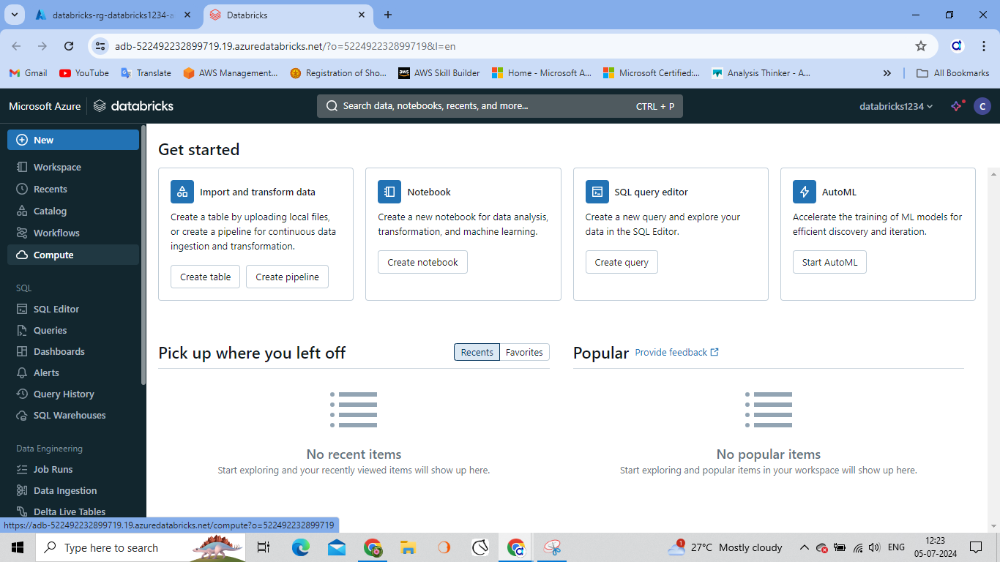 databricks-rg-databricks1234-a
Databricks
adb-522492232899719.19.azuredatabricks.net/?o=522492232899719&l=en
Gmail
YouTube
Translate
AWS Management...
Registration of Sho...
aws
AWS Skill Builder
Home - Microsoft A...
Microsoft Certified:...
Analysis Thinker - A...
All Bookmarks
Microsoft Azure
databricks
Search data, notebooks, recents, and more...
CTRL + P
databricks1234
C
New
Workspace
Recents
Catalog
Workflows
Compute
SQL
SQL Editor
Queries
Dashboards
Alerts
Query History
SQL Warehouses
Data Engineering
Job Runs
Data Ingestion
Delta Live Tables
Get started
Import and transform data
Create a table by uploading local files,
or create a pipeline for continuous data
ingestion and transformation.
Create table
Create pipeline
Notebook
Create a new notebook for data analysis,
transformation, and machine learning.
Create notebook
SQL query editor
Create a new query and explore your
data in the SQL Editor.
Create query
AutoML
Accelerate the training of ML models for
efficient discovery and iteration.
Start AutoML
Pick up where you left off
Recents
Favorites
No recent items
Start exploring and your recently viewed items will show up here.
Popular
Provide feedback
No popular items
Start exploring and popular items in your workspace will show up here.
https://adb-522492232899719.19.azuredatabricks.net/compute?o=522492232899719
Type here to search
1
27°C Mostly cloudy
ENG
12:23
05-07-2024